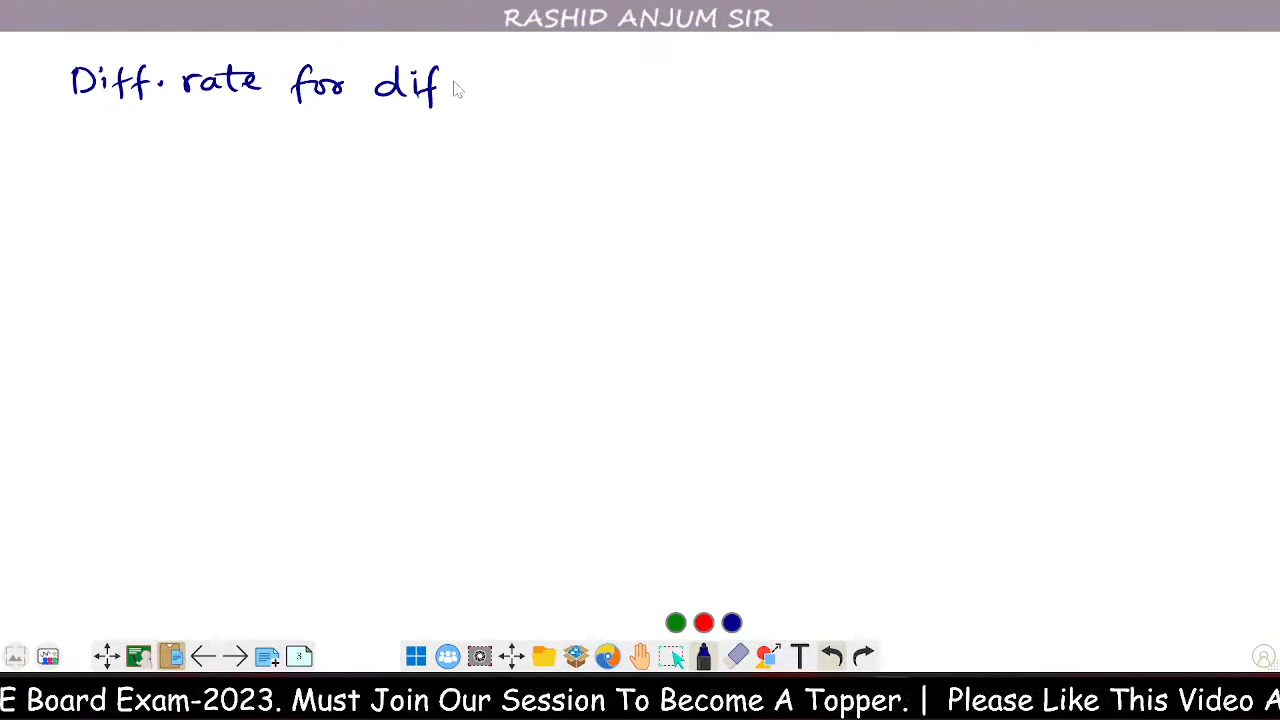 RASHID ANJUM SIR
Diff. rate for dif
3
E Board Exam-2023. Must Join Our Session To Become A Topper. | Please Like This Video A